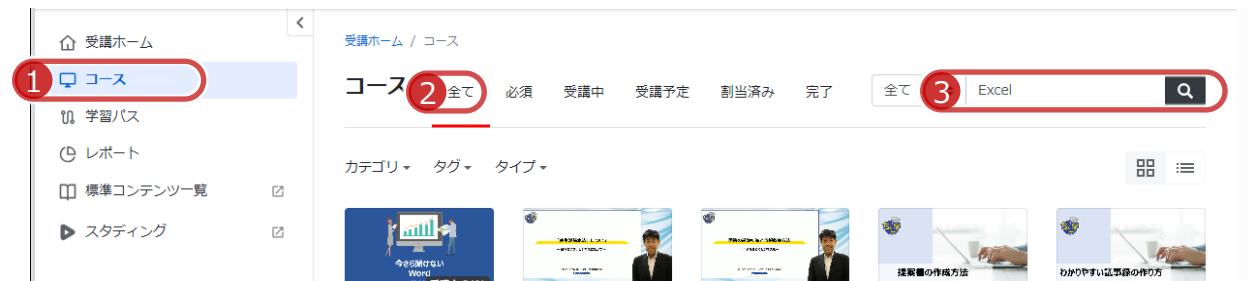 受講ホーム
1 コース
学習パス
レポート
標準コンテンツ一覧
スタディング
受講ホーム / コース
コース 2 全て 必須 受講中 受講予定 割当済み 完了 全て 3 Excel
カテゴリ タグ タイプ
今さら聞けない
Word
提案書の作成方法
わかりやすい議事録の作り方